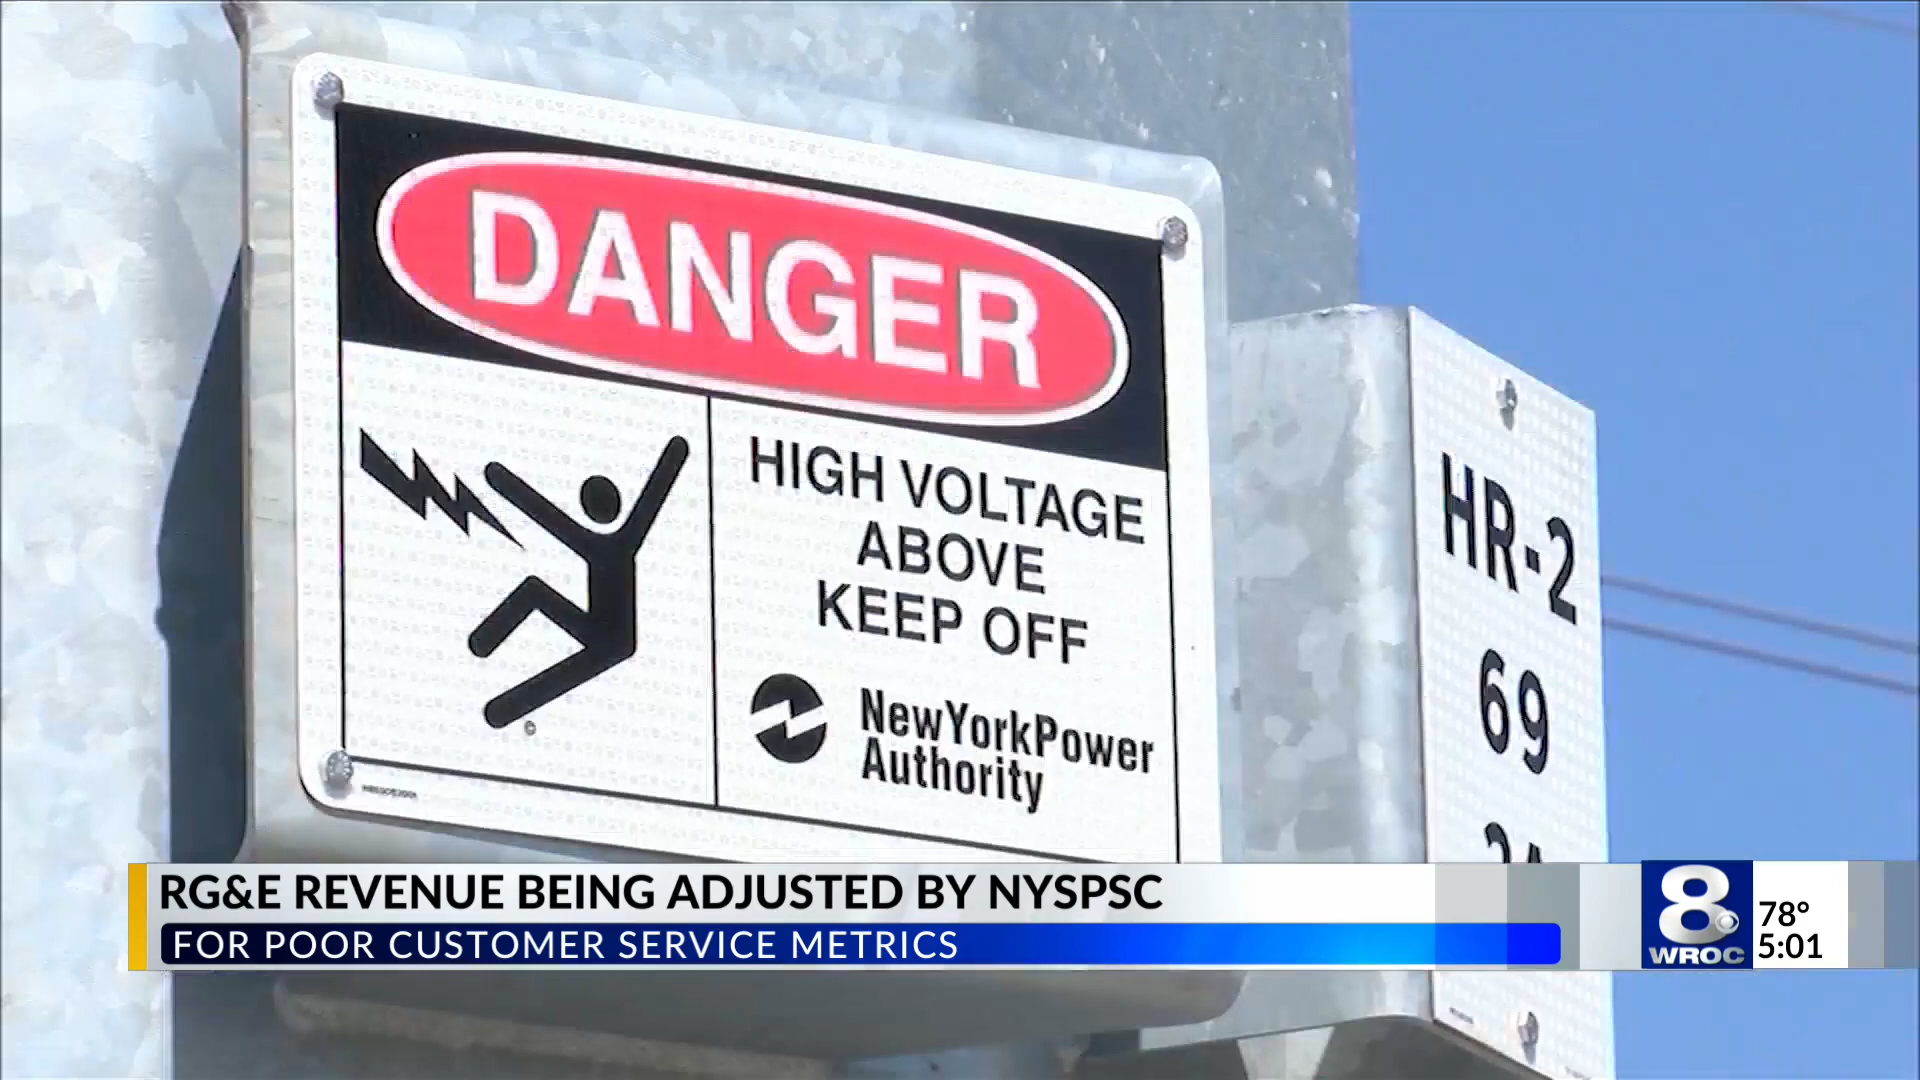 DANGER
HIGH VOLTAGE
ABOVE
KEEP OFF
NewYorkPower
Authority
HR-2
69
RG&E REVENUE BEING ADJUSTED BY NYSPSC
FOR POOR CUSTOMER SERVICE METRICS
8
WROC
78°
5:01